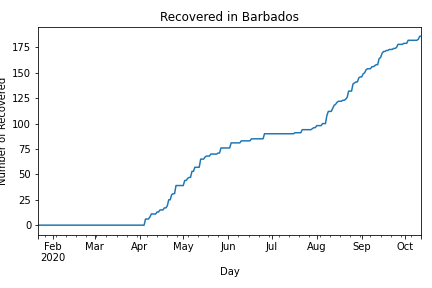 Recovered in Barbados
Number of Recovered
175
150
125
100
75
50
25
0
Feb Mar Apr May Jun Jul Aug Sep Oct
2020
Day